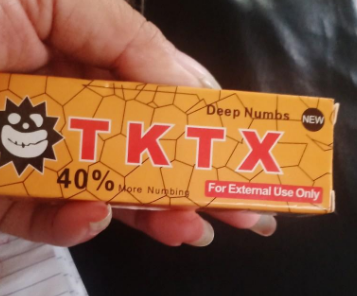 Deep Numbs
NEW
TKTX
40% More Numbing
For External Use Only